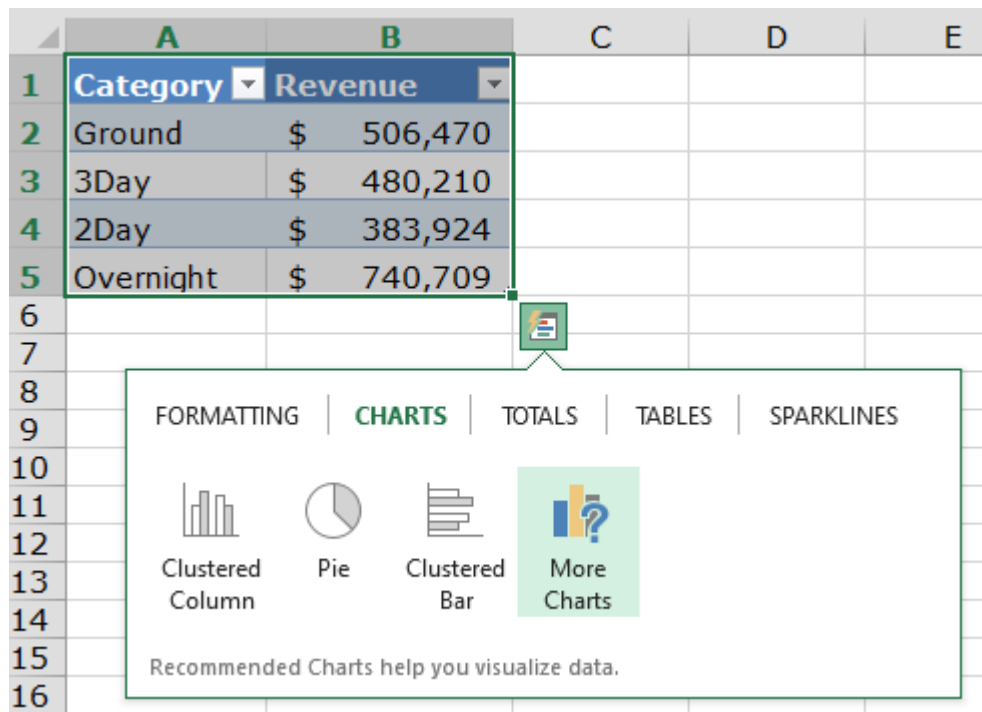 A B C D E
1 Category Revenue
2 Ground $ 506,470
3 3Day $ 480,210
4 2Day $ 383,924
5 Overnight $ 740,709
6
7
8
FORMATTING CHARTS TOTALS TABLES SPARKLINES
9
10
11
12
Clustered Pie Clustered More
13
Column Bar Charts
14
15
Recommended Charts help you visualize data.
16